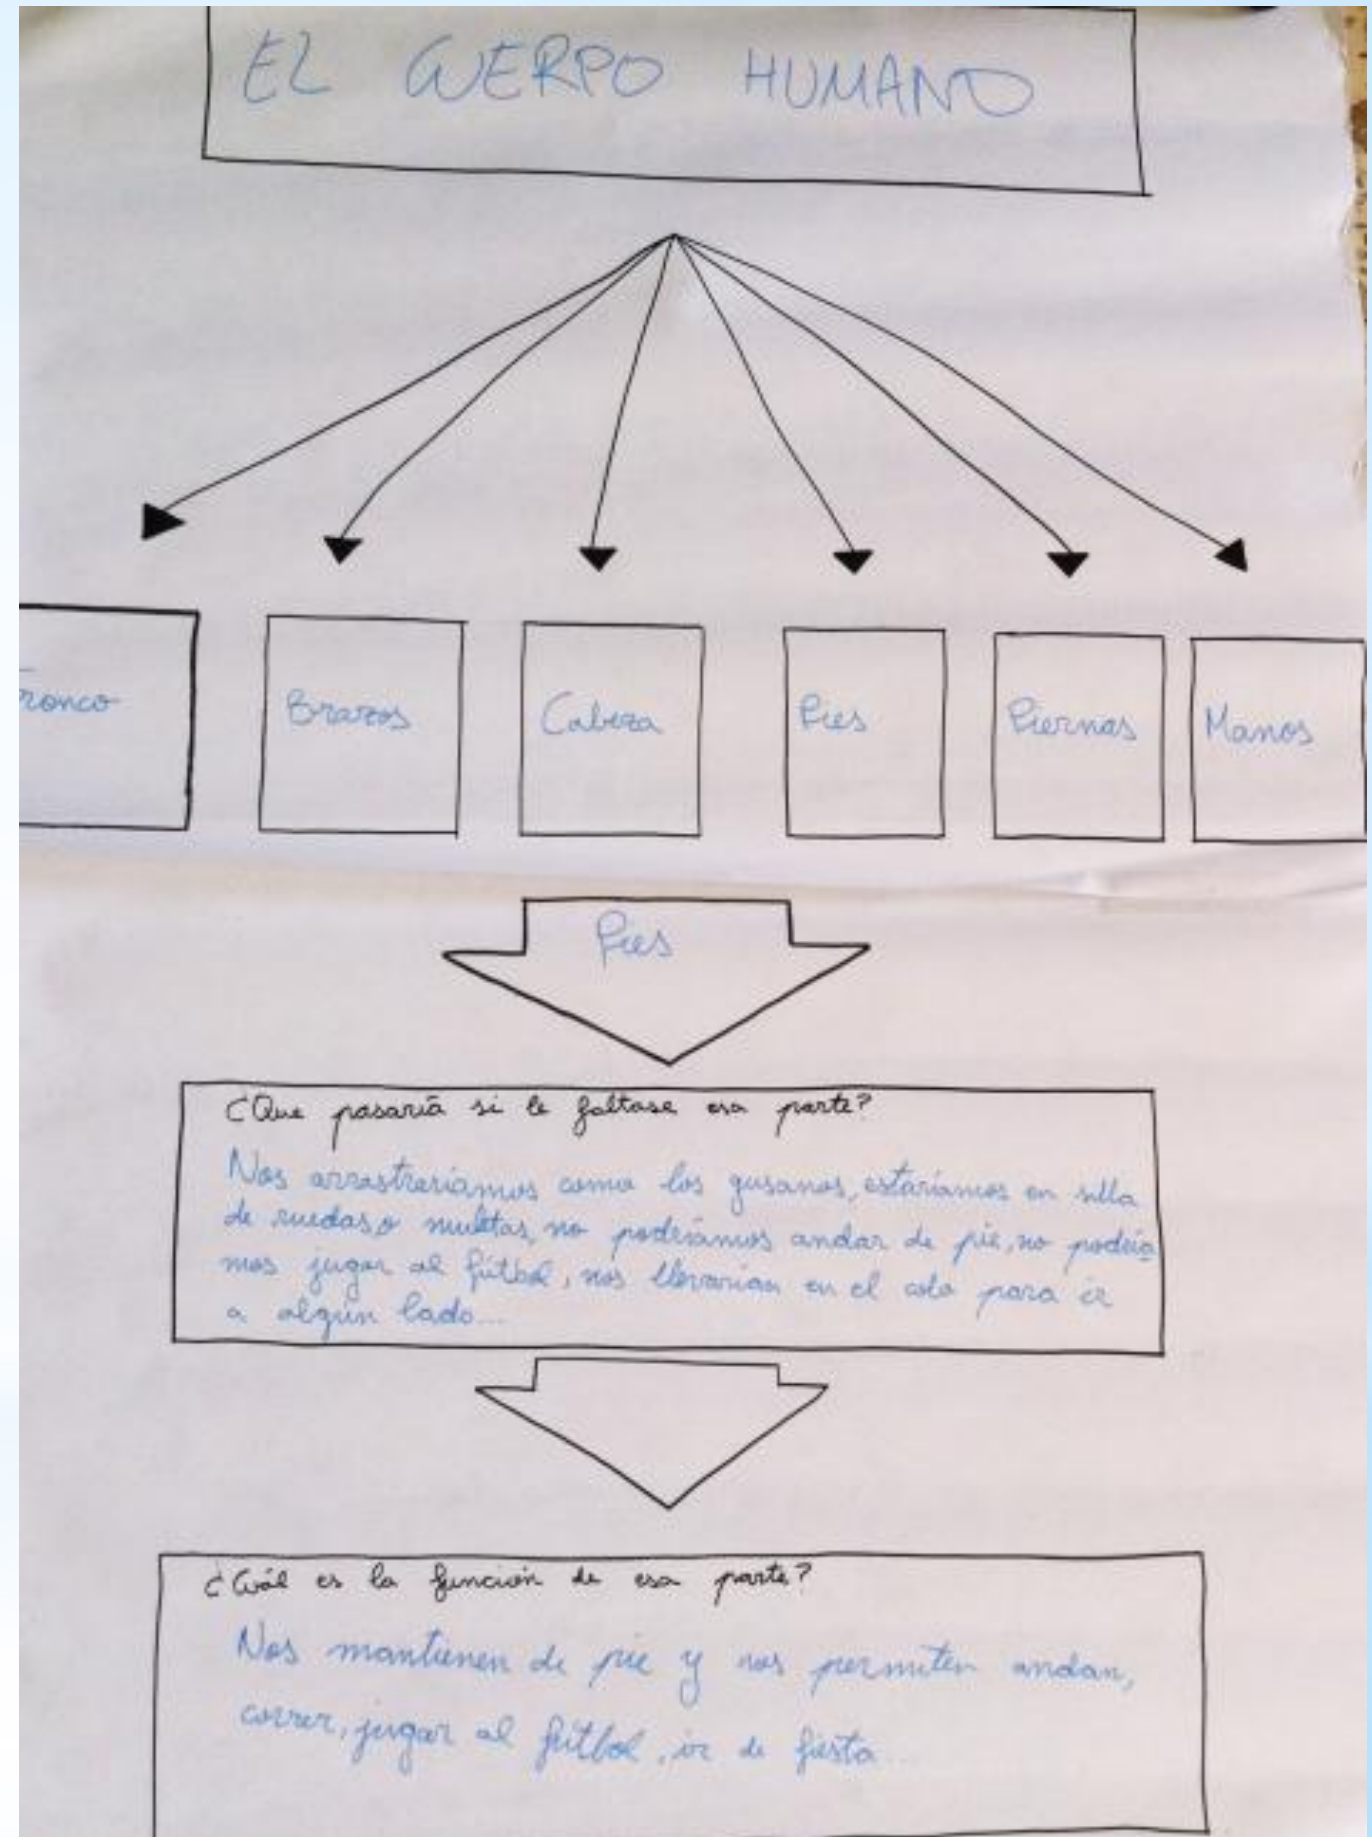 EL CUERPO HUMANO
Tronco Brazos Cabeza Pies Piernas Manos
Pies
¿Que pasaría si le faltase esa parte?
Nos arrastraríamos como los gusanos, estaríamos en silla
de ruedas o muletas, no podríamos andar de pie, no podría
mos jugar al fútbol, nos llevarían en el colo para ir
a algún lado...
¿Cuál es la función de esa parte?
Nos mantienen de pie y nos permiten andar,
correr, jugar al fútbol, ir de fiesta...